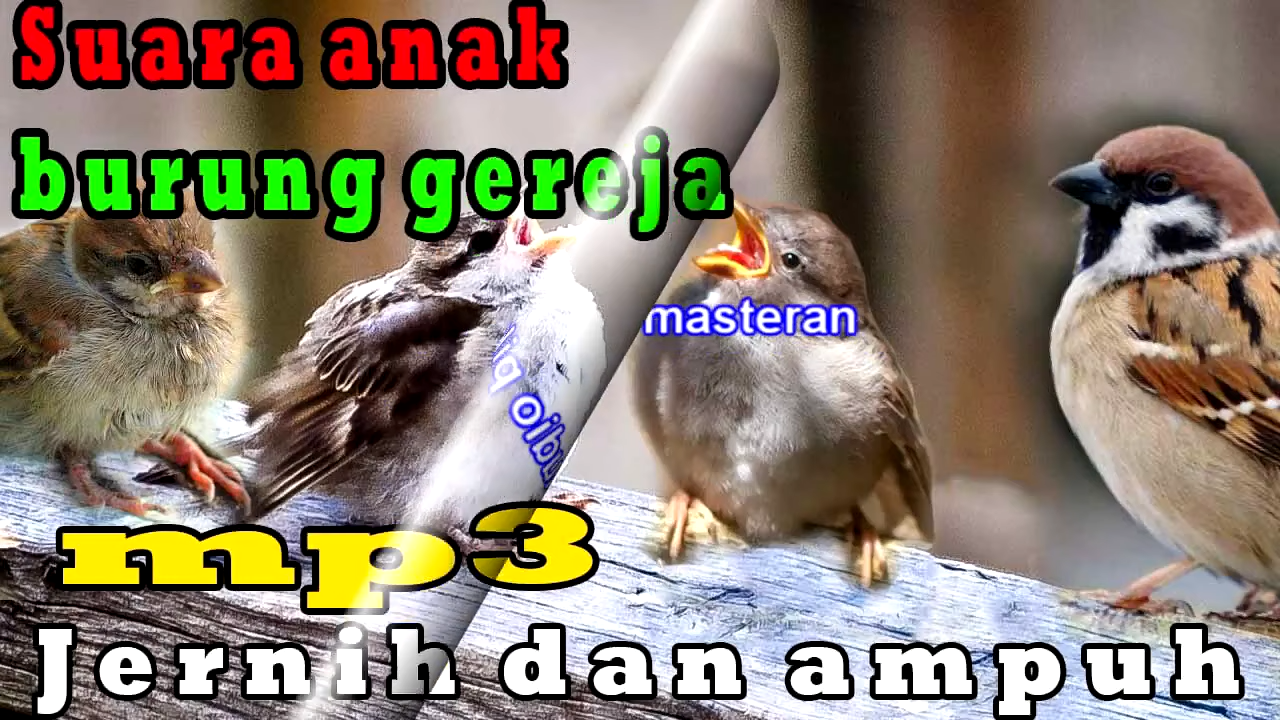 Suara anak
burung gereja
masteran
mp3
Jernih dan ampuh